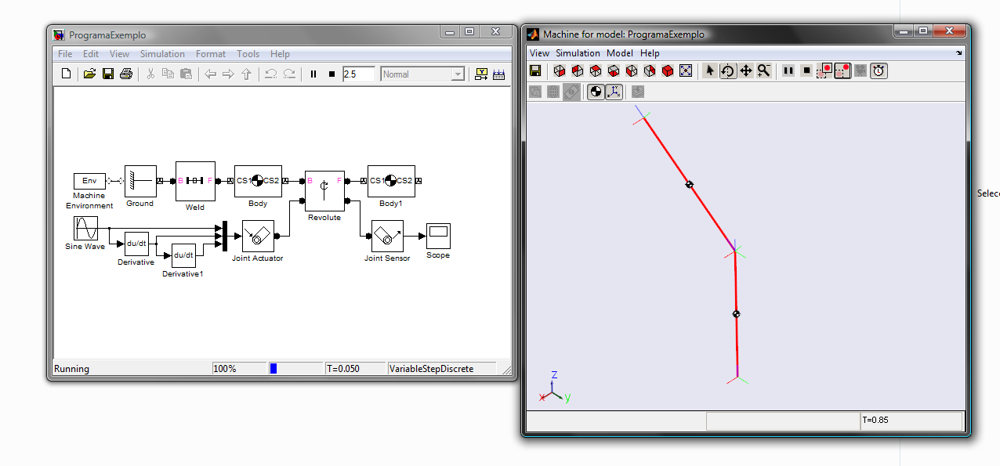 ProgramaExemplo
File Edit View Simulation Format Tools Help
2.5 Normal
Env
Machine
Environment
Ground
B F
Weld
CS1 CS2
Body
B F
Revolute
CS1 CS2
Body1
Sine Wave
du/dt
Derivative
du/dt
Derivative1
Joint Actuator
Joint Sensor
Scope
Running 100% T=0.050 VariableStepDiscrete
Machine for model: ProgramaExemplo
View Simulation Model Help
z
x y
T=0.85